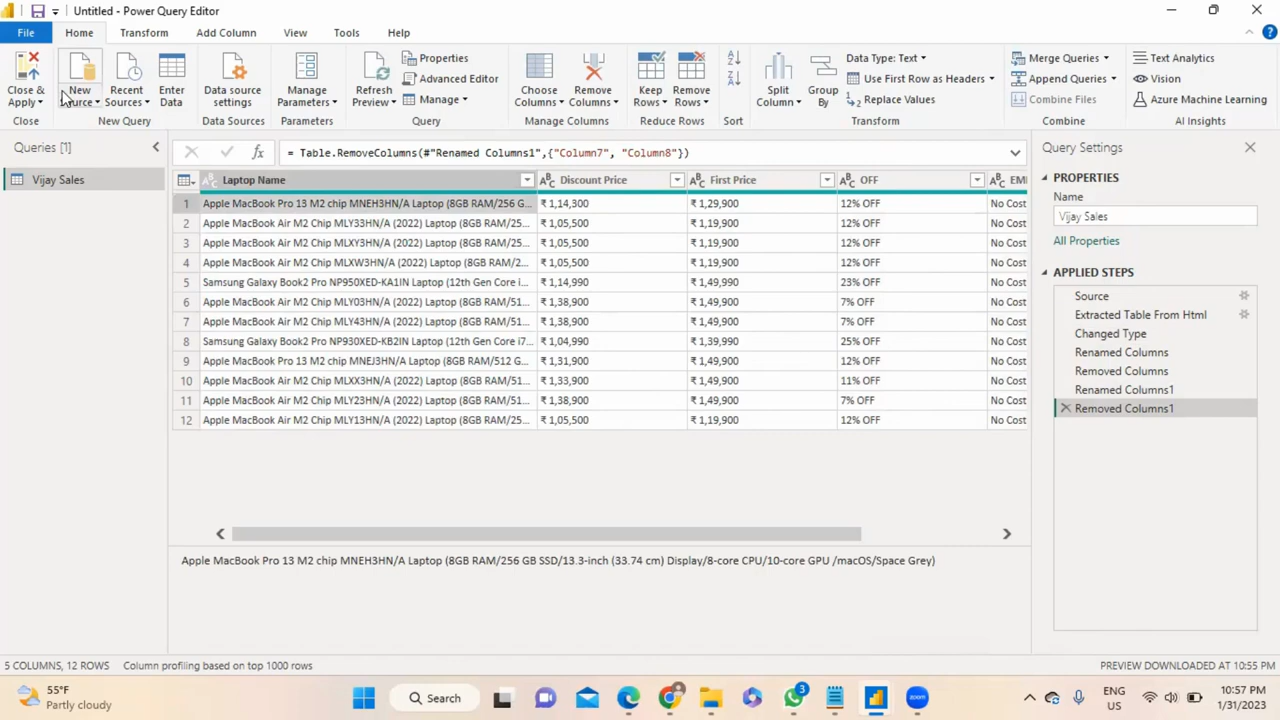 Untitled - Power Query Editor
File Home Transform Add Column View Tools Help
Close & Apply
New Source
Recent Sources
Enter Data
Data source settings
Manage Parameters
Refresh Preview
Properties
Advanced Editor
Manage
Choose Columns
Remove Columns
Keep Rows
Remove Rows
Split Column
Group By
Data Type: Text
Use First Row as Headers
Replace Values
Merge Queries
Append Queries
Combine Files
Text Analytics
Vision
Azure Machine Learning
Close New Query Data Sources Parameters Query Manage Columns Reduce Rows Sort Transform Combine AI Insights
Queries [1]
Vijay Sales
fx = Table.RemoveColumns(#"Renamed Columns1",{"Column7", "Column8"})
Laptop Name Discount Price First Price OFF EMI
1 Apple MacBook Pro 13 M2 chip MNEH3HN/A Laptop (8GB RAM/256 G... ₹ 1,14,300 ₹ 1,29,900 12% OFF No Cost
2 Apple MacBook Air M2 Chip MLY33HN/A (2022) Laptop (8GB RAM/25... ₹ 1,05,500 ₹ 1,19,900 12% OFF No Cost
3 Apple MacBook Air M2 Chip MLXY3HN/A (2022) Laptop (8GB RAM/25... ₹ 1,05,500 ₹ 1,19,900 12% OFF No Cost
4 Apple MacBook Air M2 Chip MLXW3HN/A (2022) Laptop (8GB RAM/2... ₹ 1,05,500 ₹ 1,19,900 12% OFF No Cost
5 Samsung Galaxy Book2 Pro NP950XED-KA1IN Laptop (12th Gen Core i... ₹ 1,14,990 ₹ 1,49,990 23% OFF No Cost
6 Apple MacBook Air M2 Chip MLY03HN/A (2022) Laptop (8GB RAM/51... ₹ 1,38,900 ₹ 1,49,900 7% OFF No Cost
7 Apple MacBook Air M2 Chip MLY43HN/A (2022) Laptop (8GB RAM/51... ₹ 1,38,900 ₹ 1,49,900 7% OFF No Cost
8 Samsung Galaxy Book2 Pro NP930XED-KB2IN Laptop (12th Gen Core i7... ₹ 1,04,990 ₹ 1,39,990 25% OFF No Cost
9 Apple MacBook Pro 13 M2 chip MNEJ3HN/A Laptop (8GB RAM/512 G... ₹ 1,31,900 ₹ 1,49,900 12% OFF No Cost
10 Apple MacBook Air M2 Chip MLXX3HN/A (2022) Laptop (8GB RAM/51... ₹ 1,33,900 ₹ 1,49,900 11% OFF No Cost
11 Apple MacBook Air M2 Chip MLY23HN/A (2022) Laptop (8GB RAM/51... ₹ 1,38,900 ₹ 1,49,900 7% OFF No Cost
12 Apple MacBook Air M2 Chip MLY13HN/A (2022) Laptop (8GB RAM/25... ₹ 1,05,500 ₹ 1,19,900 12% OFF No Cost
Apple MacBook Pro 13 M2 chip MNEH3HN/A Laptop (8GB RAM/256 GB SSD/13.3-inch (33.74 cm) Display/8-core CPU/10-core GPU /macOS/Space Grey)
Query Settings
PROPERTIES
Name
Vijay Sales
All Properties
APPLIED STEPS
Source
Extracted Table From Html
Changed Type
Renamed Columns
Removed Columns
Renamed Columns1
Removed Columns1
5 COLUMNS, 12 ROWS Column profiling based on top 1000 rows PREVIEW DOWNLOADED AT 10:55 PM
55°F
Partly cloudy
Search
3
ENG
US
10:57 PM
1/31/2023